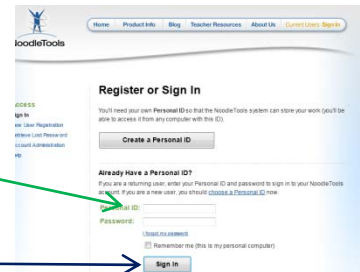 Home Product Info Blog Teacher Resources About Us Current Users: Sign In
NoodleTools
Register or Sign In
You'll need your own Personal ID so that the NoodleTools system can store your work (you'll be
able to access it from any computer with this ID).
Create a Personal ID
Sign In
New User Registration
Retrieve Lost Password
Account Administration
Already Have a Personal ID?
If you are a returning user, enter your Personal ID and password to sign in to your NoodleTools
account. If you are a new user, you should choose a Personal ID now.
Personal ID:
Password:
I forgot my password
Remember me (this is my personal computer)
Sign In